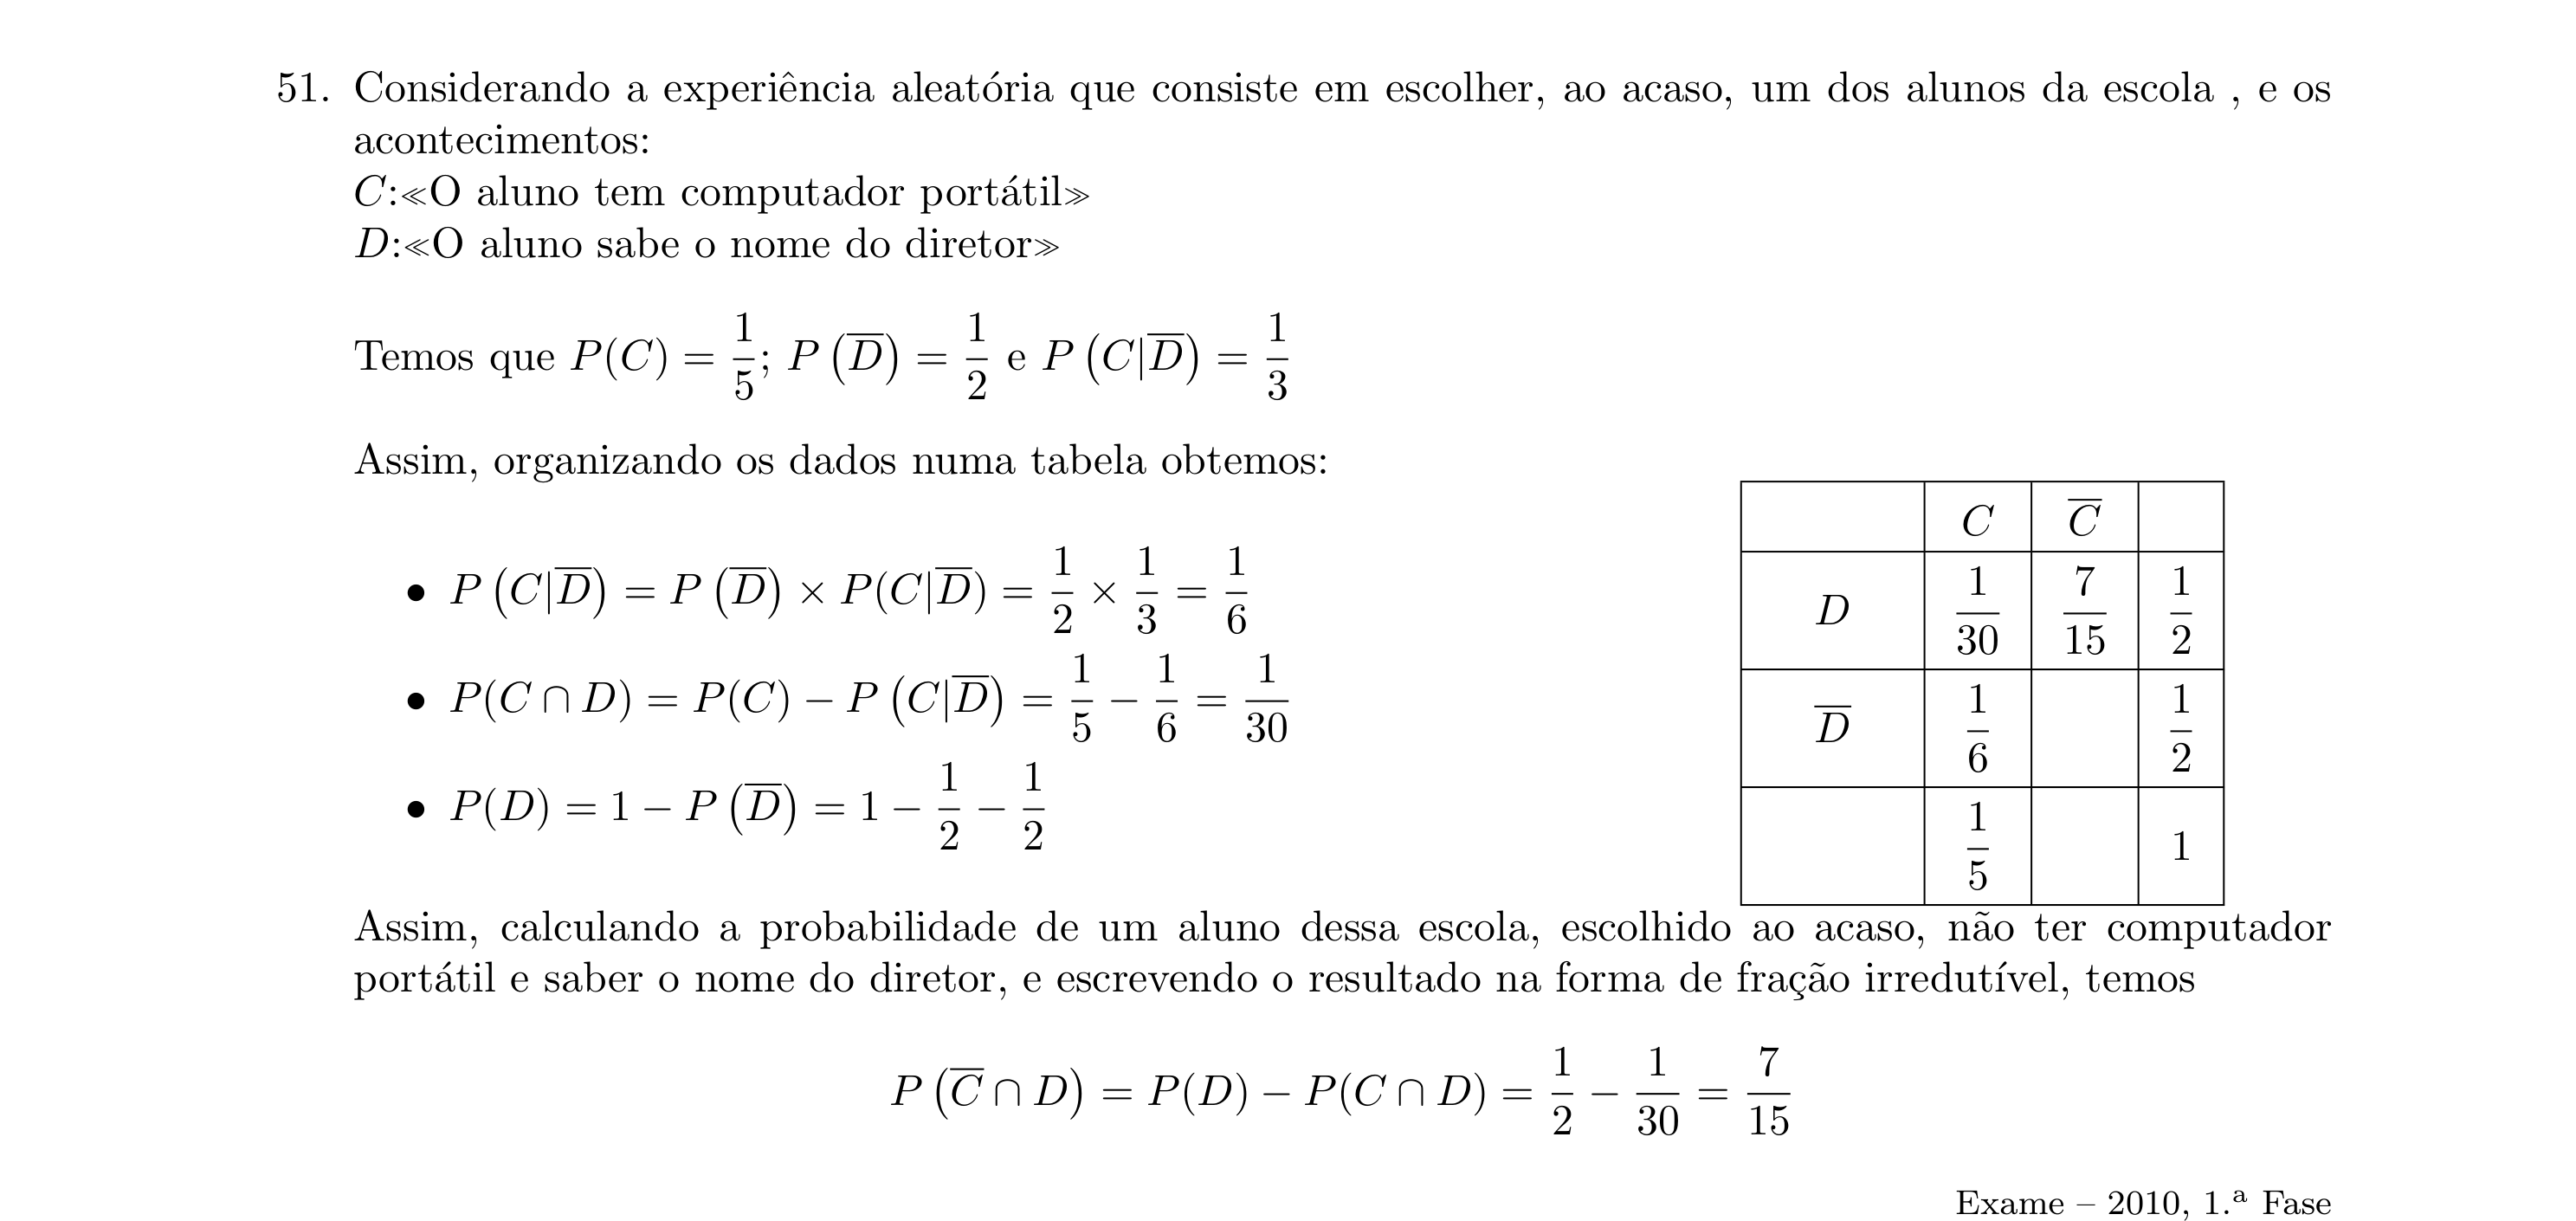 51. Considerando a experiência aleatória que consiste em escolher, ao acaso, um dos alunos da escola , e os
acontecimentos:
C:≪O aluno tem computador portátil≫
D:≪O aluno sabe o nome do diretor≫
Temos que $P(C) = \frac{1}{5}$; $P\left(\overline{D}\right) = \frac{1}{2}$ e $P\left(C|\overline{D}\right) = \frac{1}{3}$
Assim, organizando os dados numa tabela obtemos:
• $P\left(C|\overline{D}\right) = P\left(\overline{D}\right) \times P(C|\overline{D}) = \frac{1}{2} \times \frac{1}{3} = \frac{1}{6}$
• $P(C \cap D) = P(C) - P\left(C|\overline{D}\right) = \frac{1}{5} - \frac{1}{6} = \frac{1}{30}$
• $P(D) = 1 - P\left(\overline{D}\right) = 1 - \frac{1}{2} - \frac{1}{2}$
$C$ $\overline{C}$
$D$ $\frac{1}{30}$ $\frac{7}{15}$ $\frac{1}{2}$
$\overline{D}$ $\frac{1}{6}$ $\frac{1}{2}$
$\frac{1}{5}$ 1
Assim, calculando a probabilidade de um aluno dessa escola, escolhido ao acaso, não ter computador
portátil e saber o nome do diretor, e escrevendo o resultado na forma de fração irredutível, temos
$P\left(\overline{C} \cap D\right) = P(D) - P(C \cap D) = \frac{1}{2} - \frac{1}{30} = \frac{7}{15}$
Exame – 2010, 1.ª Fase